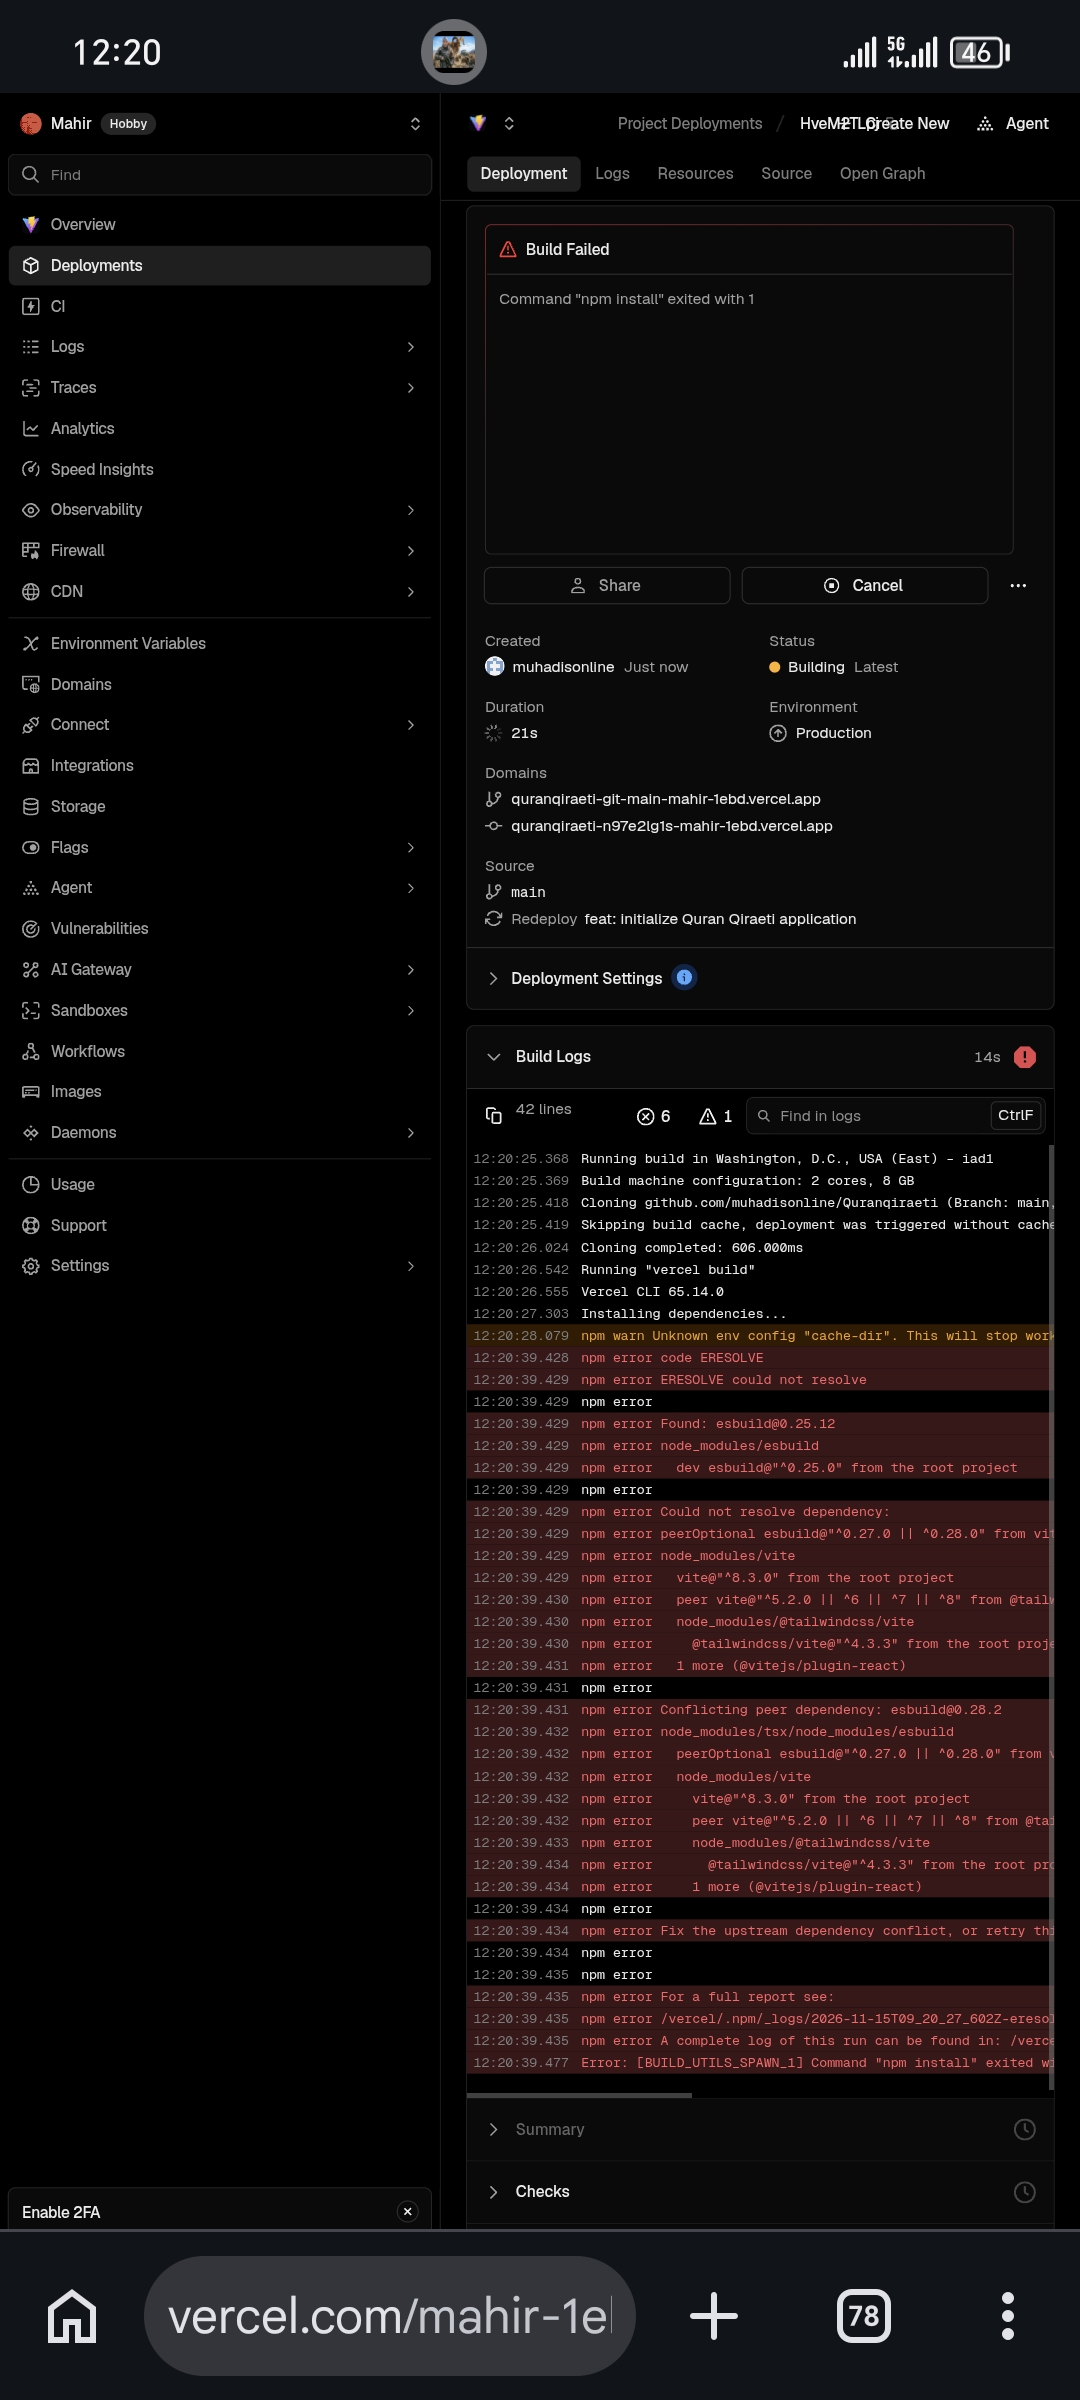 12:20
5G
46
Mahir Hobby
Find
Overview
Deployments
CI
Logs
Traces
Analytics
Speed Insights
Observability
Firewall
CDN
Environment Variables
Domains
Connect
Integrations
Storage
Flags
Agent
Vulnerabilities
AI Gateway
Sandboxes
Workflows
Images
Daemons
Usage
Support
Settings
Enable 2FA
Project Deployments / Create New Agent
Deployment Logs Resources Source Open Graph
Build Failed
Command "npm install" exited with 1
Share Cancel
Created Status
muhadisonline Just now Building Latest
Duration Environment
21s Production
Domains
quranqiraeti-git-main-mahir-1ebd.vercel.app
quranqiraeti-n97e2lg1s-mahir-1ebd.vercel.app
Source
main
Redeploy feat: initialize Quran Qiraeti application
Deployment Settings
Build Logs 14s
42 lines 6 1 Find in logs CtrlF
12:20:25.368 Running build in Washington, D.C., USA (East) – iad1
12:20:25.369 Build machine configuration: 2 cores, 8 GB
12:20:25.418 Cloning github.com/muhadisonline/Quranqiraeti (Branch: main,
12:20:25.419 Skipping build cache, deployment was triggered without cache
12:20:26.024 Cloning completed: 606.000ms
12:20:26.542 Running "vercel build"
12:20:26.555 Vercel CLI 65.14.0
12:20:27.303 Installing dependencies...
12:20:28.079 npm warn Unknown env config "cache-dir". This will stop work
12:20:39.428 npm error code ERESOLVE
12:20:39.429 npm error ERESOLVE could not resolve
12:20:39.429 npm error
12:20:39.429 npm error Found: esbuild@0.25.12
12:20:39.429 npm error node_modules/esbuild
12:20:39.429 npm error   dev esbuild@"^0.25.0" from the root project
12:20:39.429 npm error
12:20:39.429 npm error Could not resolve dependency:
12:20:39.429 npm error peerOptional esbuild@"^0.27.0 || ^0.28.0" from vit
12:20:39.429 npm error node_modules/vite
12:20:39.429 npm error   vite@"^8.3.0" from the root project
12:20:39.430 npm error   peer vite@"^5.2.0 || ^6 || ^7 || ^8" from @tailw
12:20:39.430 npm error   node_modules/@tailwindcss/vite
12:20:39.430 npm error     @tailwindcss/vite@"^4.3.3" from the root proje
12:20:39.431 npm error   1 more (@vitejs/plugin-react)
12:20:39.431 npm error
12:20:39.431 npm error Conflicting peer dependency: esbuild@0.28.2
12:20:39.432 npm error node_modules/tsx/node_modules/esbuild
12:20:39.432 npm error   peerOptional esbuild@"^0.27.0 || ^0.28.0" from v
12:20:39.432 npm error   node_modules/vite
12:20:39.432 npm error     vite@"^8.3.0" from the root project
12:20:39.432 npm error     peer vite@"^5.2.0 || ^6 || ^7 || ^8" from @tai
12:20:39.433 npm error     node_modules/@tailwindcss/vite
12:20:39.434 npm error       @tailwindcss/vite@"^4.3.3" from the root pro
12:20:39.434 npm error     1 more (@vitejs/plugin-react)
12:20:39.434 npm error
12:20:39.434 npm error Fix the upstream dependency conflict, or retry thi
12:20:39.434 npm error
12:20:39.435 npm error
12:20:39.435 npm error For a full report see:
12:20:39.435 npm error /vercel/.npm/_logs/2026-11-15T09_20_27_602Z-eresol
12:20:39.435 npm error A complete log of this run can be found in: /verce
12:20:39.477 Error: [BUILD_UTILS_SPAWN_1] Command "npm install" exited wi
Summary
Checks
vercel.com/mahir-1e
78